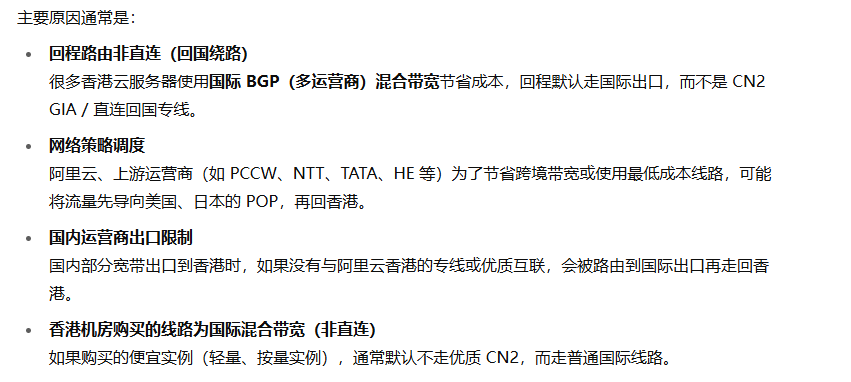 主要原因通常是：
回程路由非直连（回国绕路）
很多香港云服务器使用国际 BGP（多运营商）混合带宽节省成本，回程默认走国际出口，而不是 CN2
GIA / 直连回国专线。
网络策略调度
阿里云、上游运营商（如 PCCW、NTT、TATA、HE 等）为了节省跨境带宽或使用最低成本线路，可能
将流量先导向美国、日本的 POP，再回香港。
国内运营商出口限制
国内部分宽带出口到香港时，如果没有与阿里云香港的专线或优质互联，会被路由到国际出口再走回香
港。
香港机房购买的线路为国际混合带宽（非直连）
如果购买的便宜实例（轻量、按量实例），通常默认不走优质 CN2，而走普通国际线路。